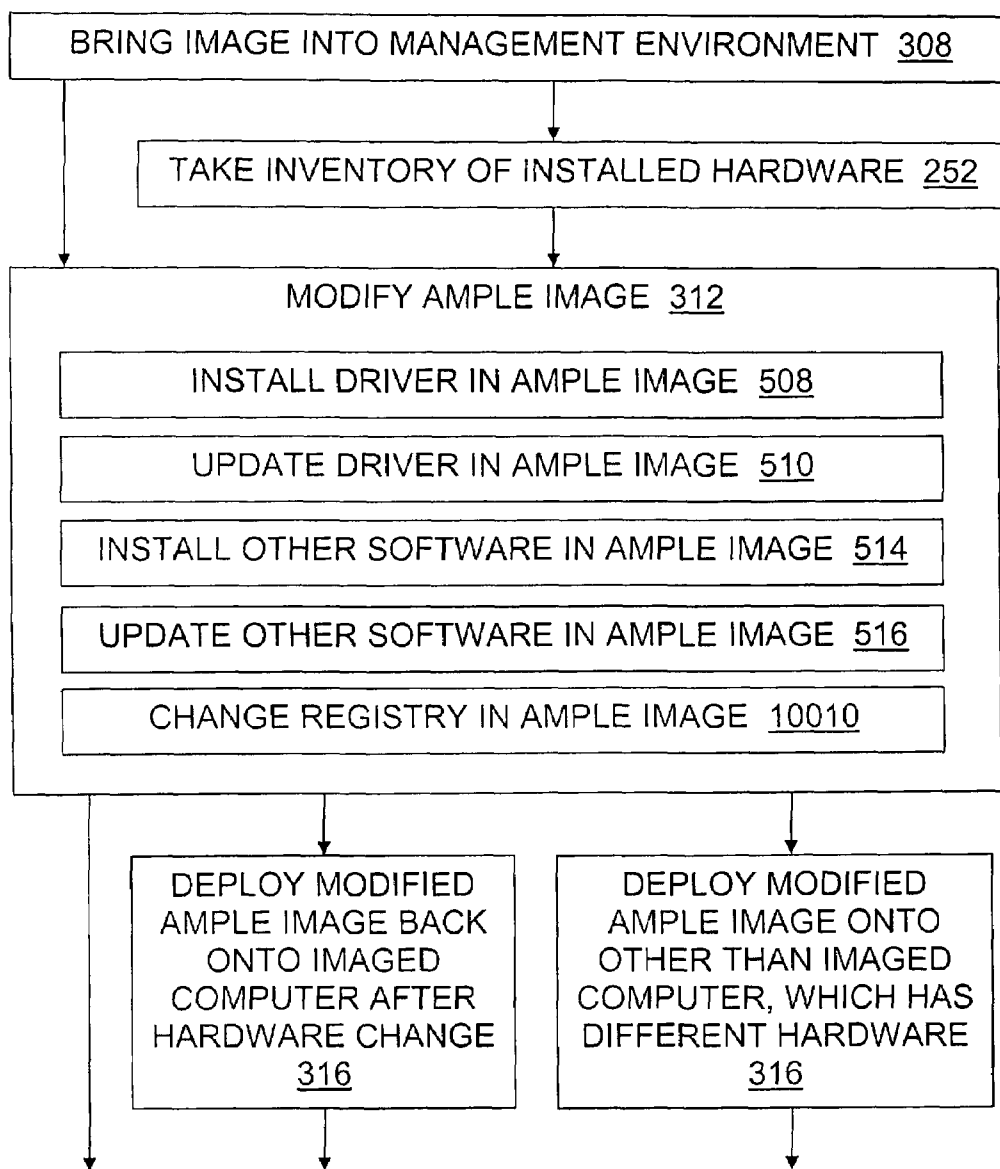 BRING IMAGE INTO MANAGEMENT ENVIRONMENT 308
TAKE INVENTORY OF INSTALLED HARDWARE 252
MODIFY AMPLE IMAGE 312
INSTALL DRIVER IN AMPLE IMAGE 508
UPDATE DRIVER IN AMPLE IMAGE 510
INSTALL OTHER SOFTWARE IN AMPLE IMAGE 514
UPDATE OTHER SOFTWARE IN AMPLE IMAGE 516
CHANGE REGISTRY IN AMPLE IMAGE 10010
DEPLOY MODIFIED
AMPLE IMAGE BACK
ONTO IMAGED
COMPUTER AFTER
HARDWARE CHANGE
316
DEPLOY MODIFIED
AMPLE IMAGE ONTO
OTHER THAN IMAGED
COMPUTER, WHICH HAS
DIFFERENT HARDWARE
316